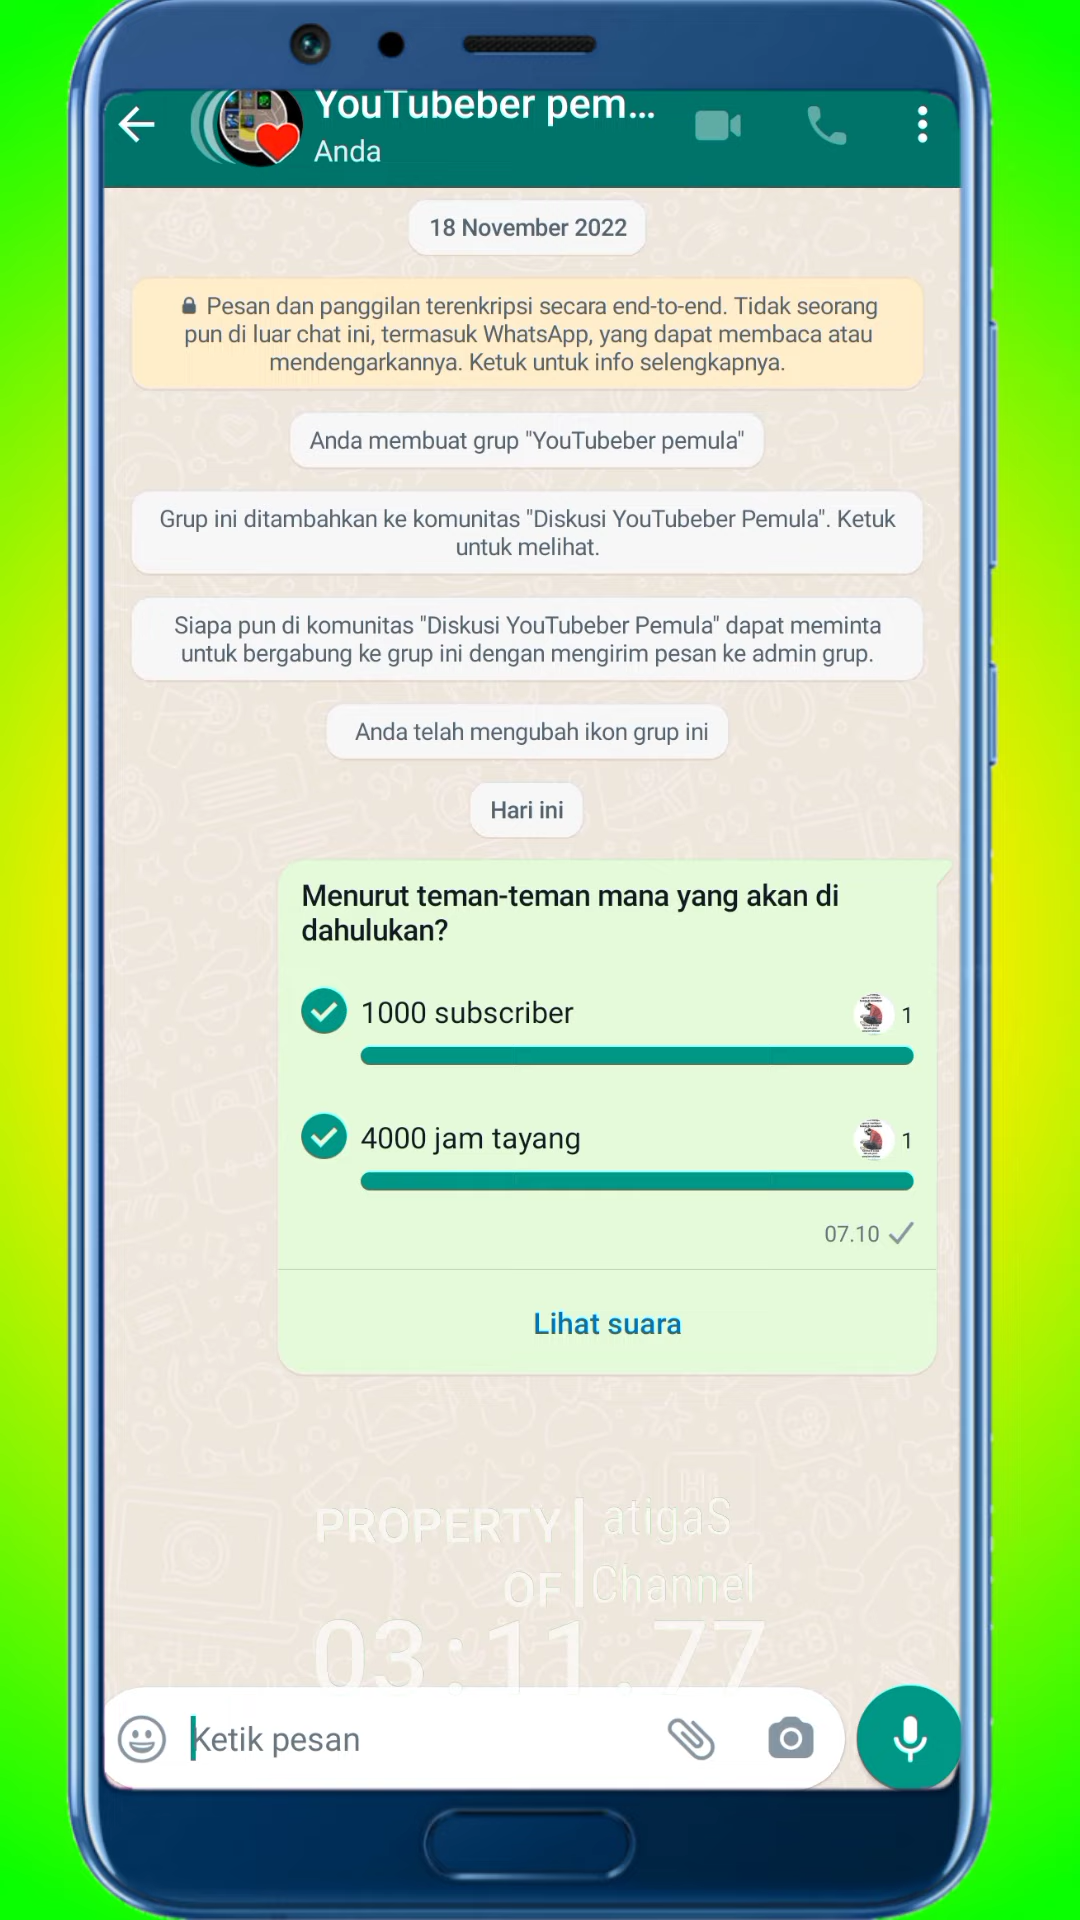 YouTubeber pem...
Anda
18 November 2022
Pesan dan panggilan terenkripsi secara end-to-end. Tidak seorang
pun di luar chat ini, termasuk WhatsApp, yang dapat membaca atau
mendengarkannya. Ketuk untuk info selengkapnya.
Anda membuat grup "YouTubeber pemula"
Grup ini ditambahkan ke komunitas "Diskusi YouTubeber Pemula". Ketuk
untuk melihat.
Siapa pun di komunitas "Diskusi YouTubeber Pemula" dapat meminta
untuk bergabung ke grup ini dengan mengirim pesan ke admin grup.
Anda telah mengubah ikon grup ini
Hari ini
Menurut teman-teman mana yang akan di
dahulukan?
1000 subscriber 1
4000 jam tayang 1
07.10
Lihat suara
PROPERTY atigaS
OF Channel
03:11.77
Ketik pesan